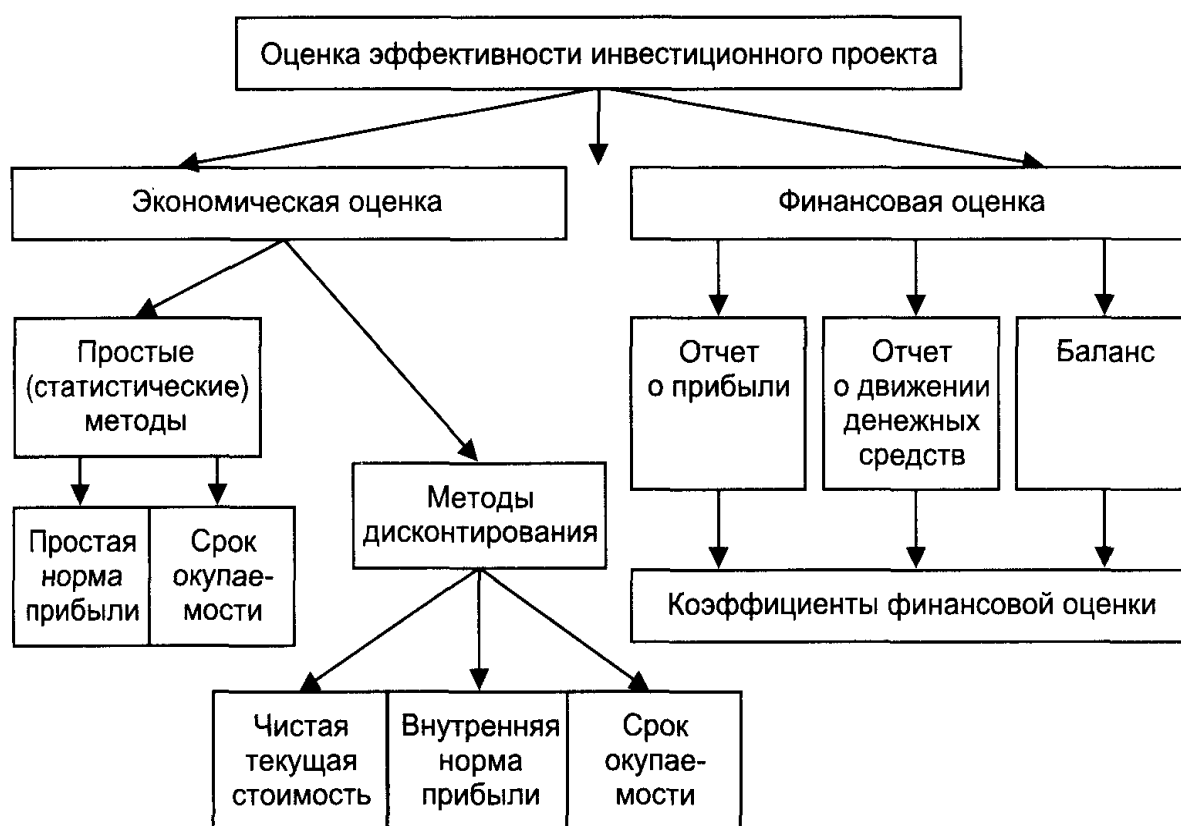 Оценка эффективности инвестиционного проекта
Экономическая оценка
Финансовая оценка
Простые
(статистические)
методы
Простая
норма
прибыли
Срок
окупае-
мости
Методы
дисконтирования
Чистая
текущая
стоимость
Внутренняя
норма
прибыли
Срок
окупае-
мости
Отчет
о прибыли
Отчет
о движении
денежных
средств
Баланс
Коэффициенты финансовой оценки